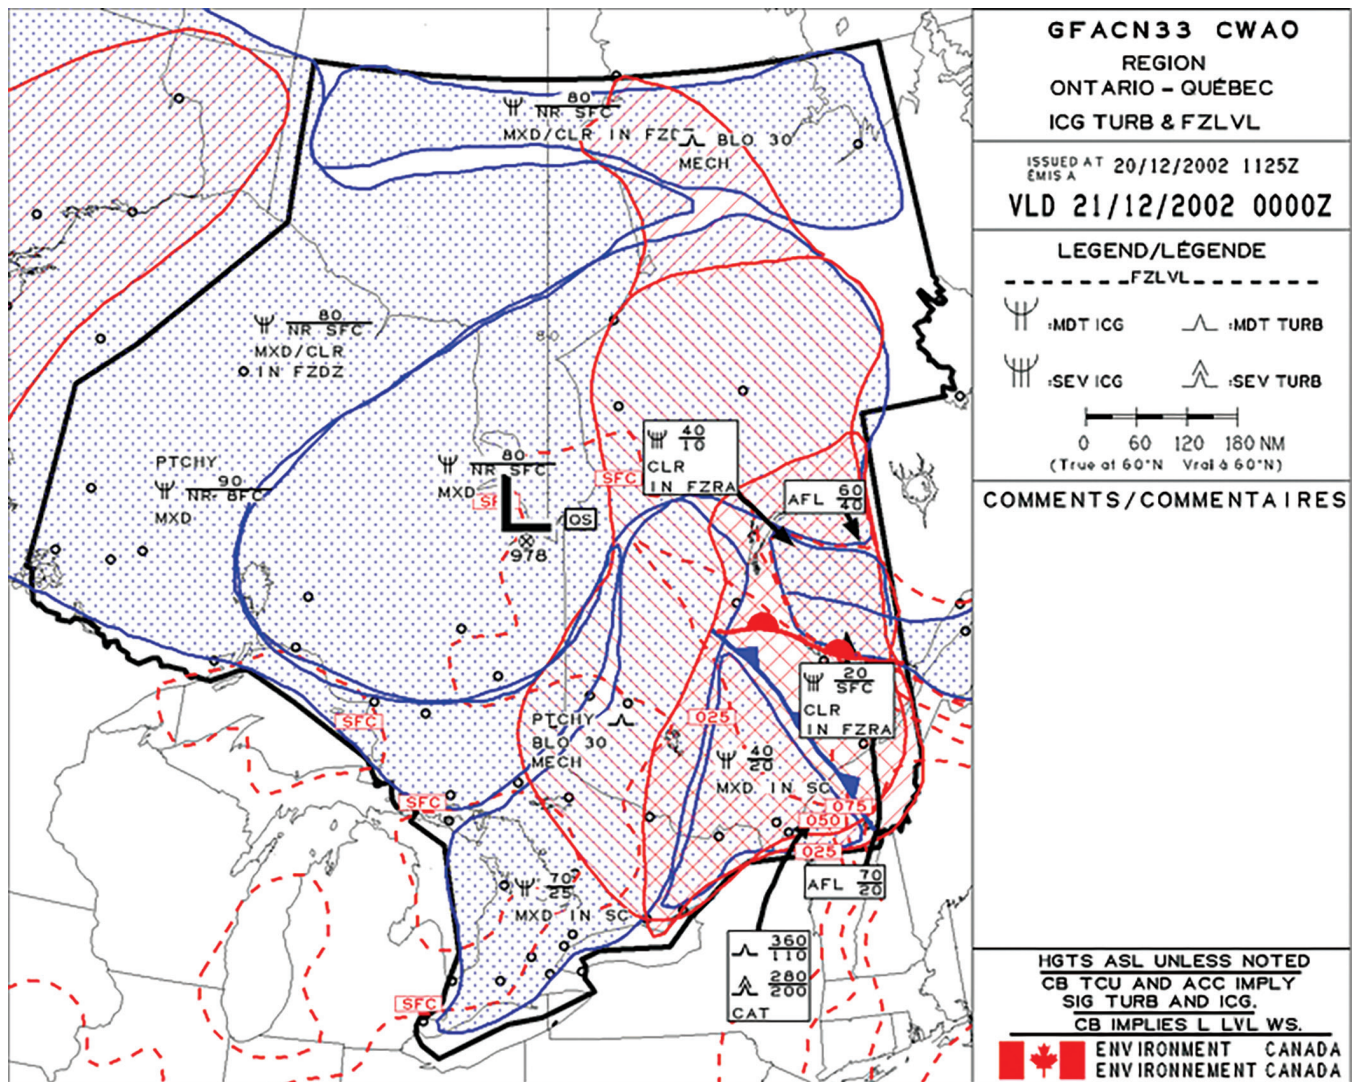 GFACN33 CWAO
REGION
ONTARIO – QUÉBEC
ICG TURB & FZLVL
ISSUED AT 20/12/2002 1125Z
ÉMIS A
VLD 21/12/2002 0000Z
LEGEND/LÉGENDE
FZLVL
:MDT ICG :MDT TURB
:SEV ICG :SEV TURB
0 60 120 180 NM
(True at 60°N Vrai à 60°N)
COMMENTS/COMMENTAIRES
HGTS ASL UNLESS NOTED
CB TCU AND ACC IMPLY
SIG TURB AND ICG.
CB IMPLIES L LVL WS.
ENVIRONMENT CANADA
ENVIRONNEMENT CANADA
80
NR SFC
MXD/CLR IN
BLO 30
MECH
80
NR SFC
MXD/CLR
IN FZDZ
80
PTCHY
90
NR SFC
MXD
80
NR SFC
MXD
SFC
QS
978
SFC
40
10
CLR
IN FZRA
AFL 60
40
20
SFC
CLR
IN FZRA
PTCHY
BLO 30
MECH
025
40
20
MXD IN SC
075
050
025
AFL 70
20
SFC
SFC
70
25
MXD IN SC
SFC
360
110
280
200
CAT